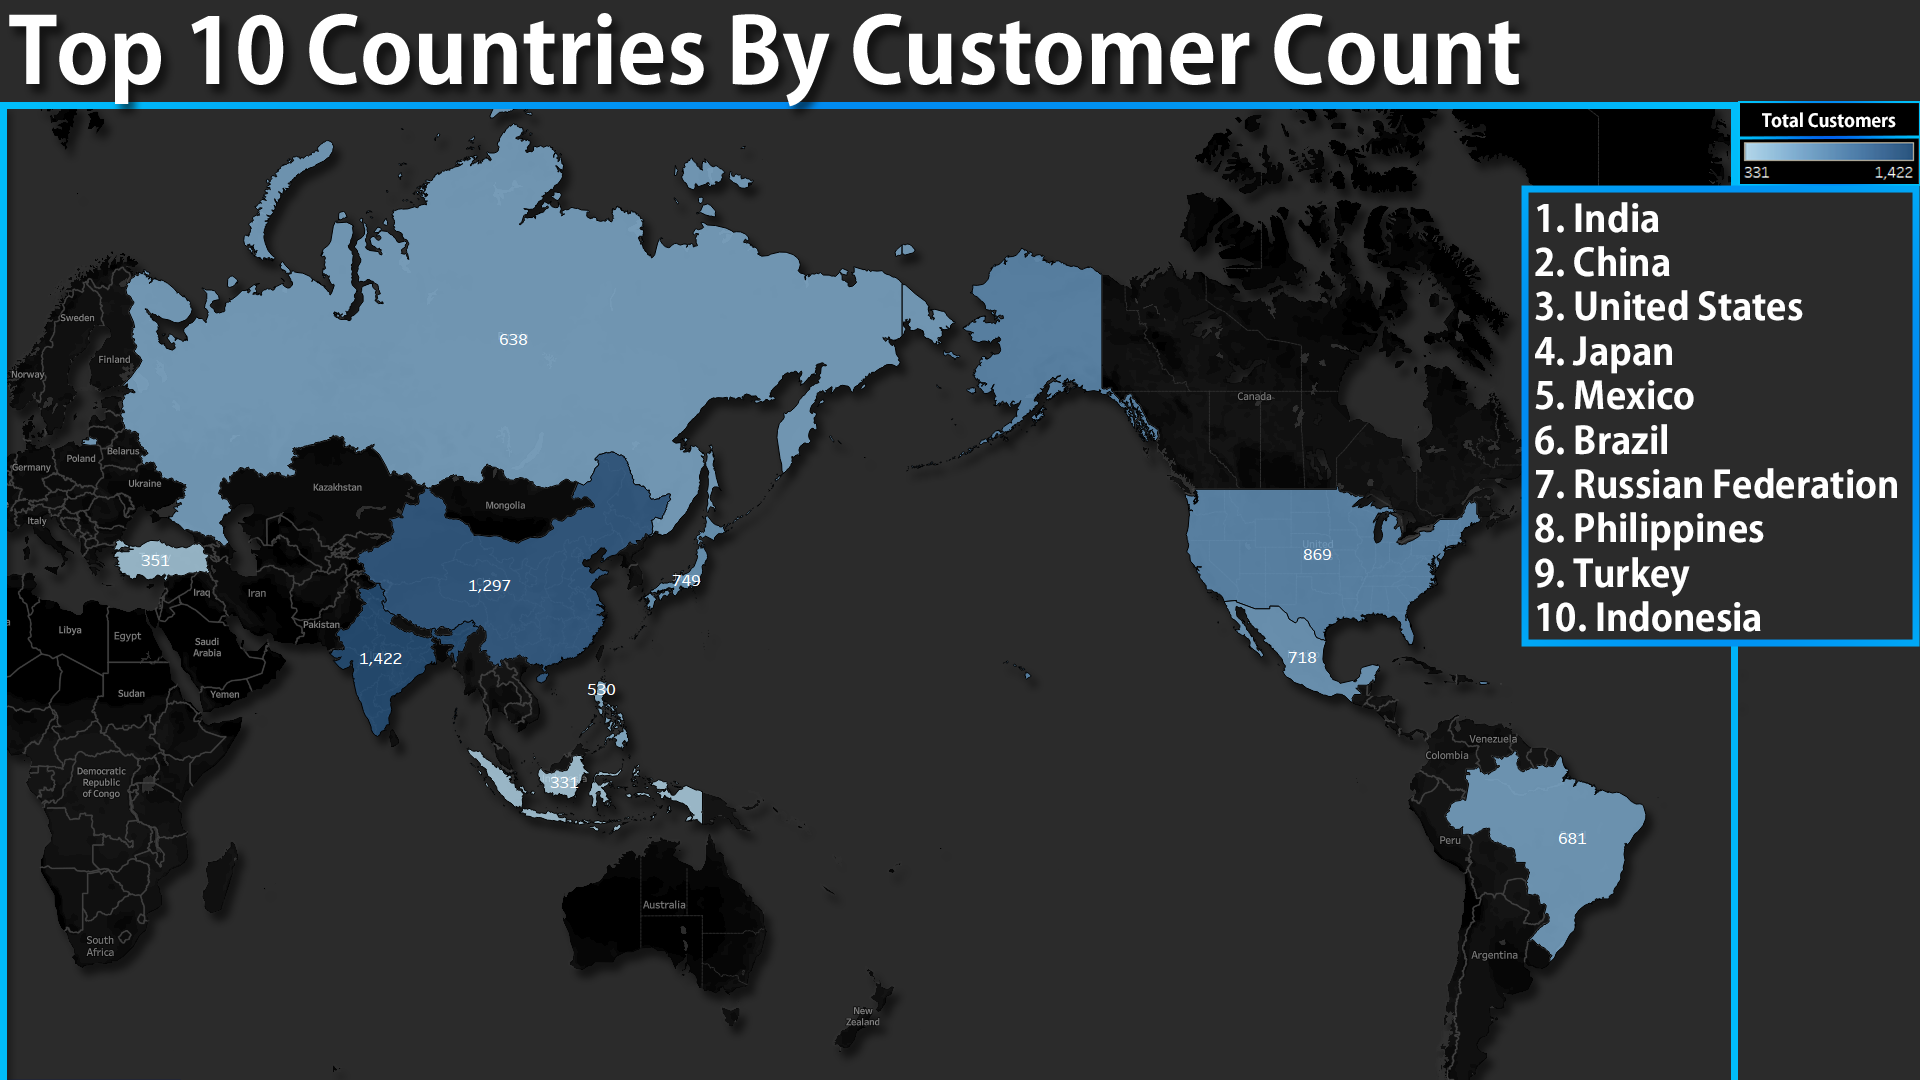 Top 10 Countries By Customer Count
Total Customers
331 1,422
1. India
2. China
3. United States
4. Japan
5. Mexico
6. Brazil
7. Russian Federation
8. Philippines
9. Turkey
10. Indonesia
638
Sweden
Finland
Norway
Canada
Belarus
Poland
Germany
Ukraine
Kazakhstan
Mongolia
Italy
United
869
351
1,297
749
Iraq
Iran
Pakistan
Libya
Egypt
Saudi
Arabia
1,422
718
530
Sudan
Yemen
Venezuela
Colombia
Democratic
Republic
of Congo
331
681
Peru
Australia
South
Africa
Argentina
New
Zealand